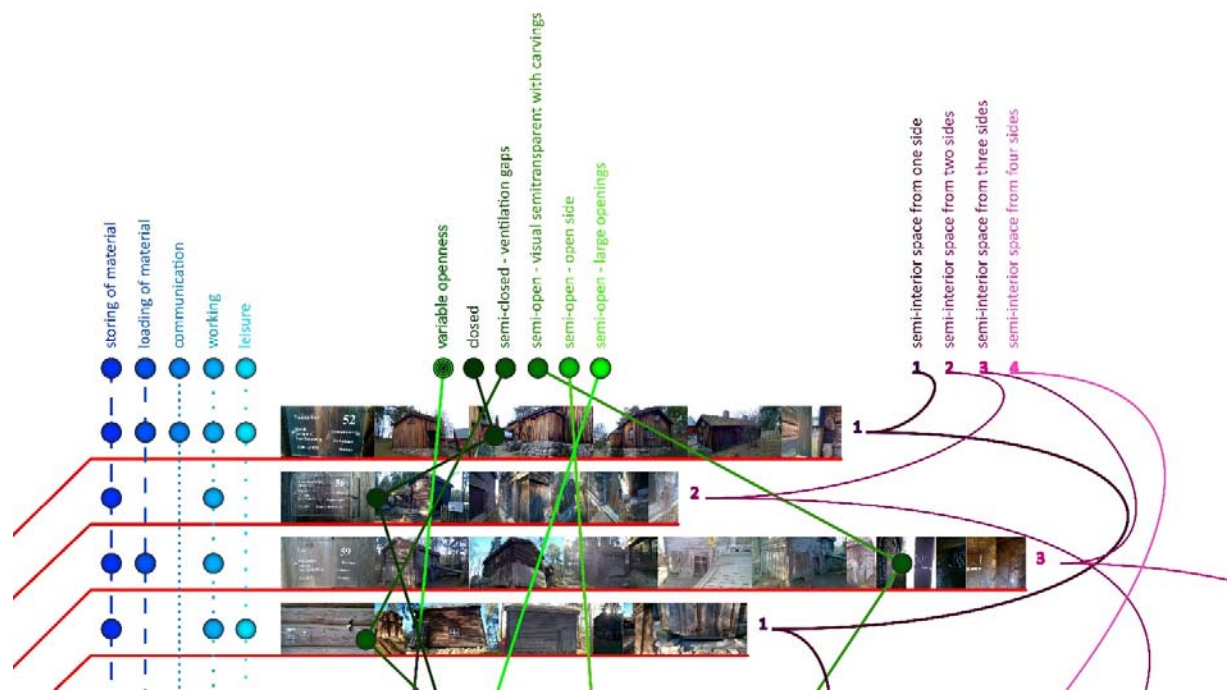 storing of material
loading of material
communication
working
leisure
variable openness
closed
semi-closed - ventilation gaps
semi-open - visual semitransparent with carvings
semi-open - open side
semi-open - large openings
semi-interior space from one side
semi-interior space from two sides
semi-interior space from three sides
semi-interior space from four sides
1 2 3 4
52
1
56
2
59
3
1